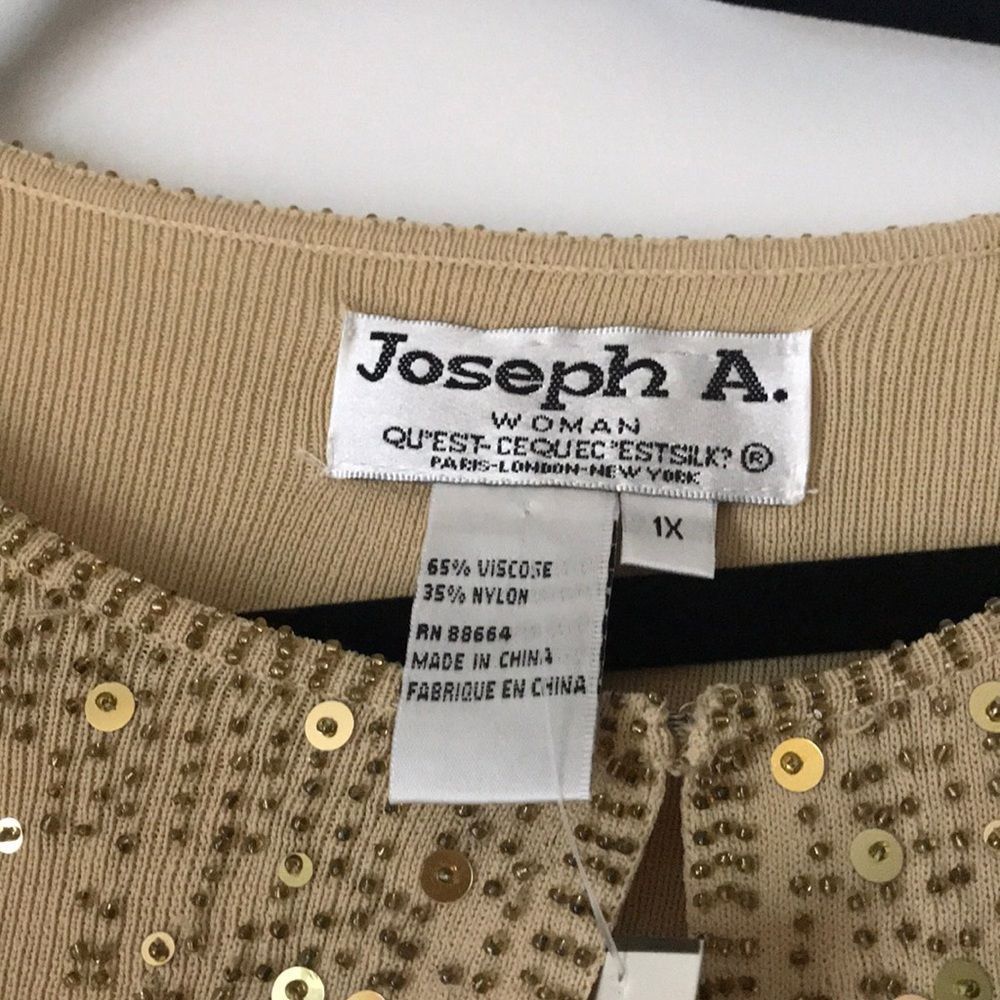 Joseph A.
WOMAN
QU'EST-CEQUEC'ESTSILK? ®
PARIS-LONDON-NEW YORK
1X
65% VISCOSE
35% NYLON
RN 88664
MADE IN CHINA
FABRIQUE EN CHINA